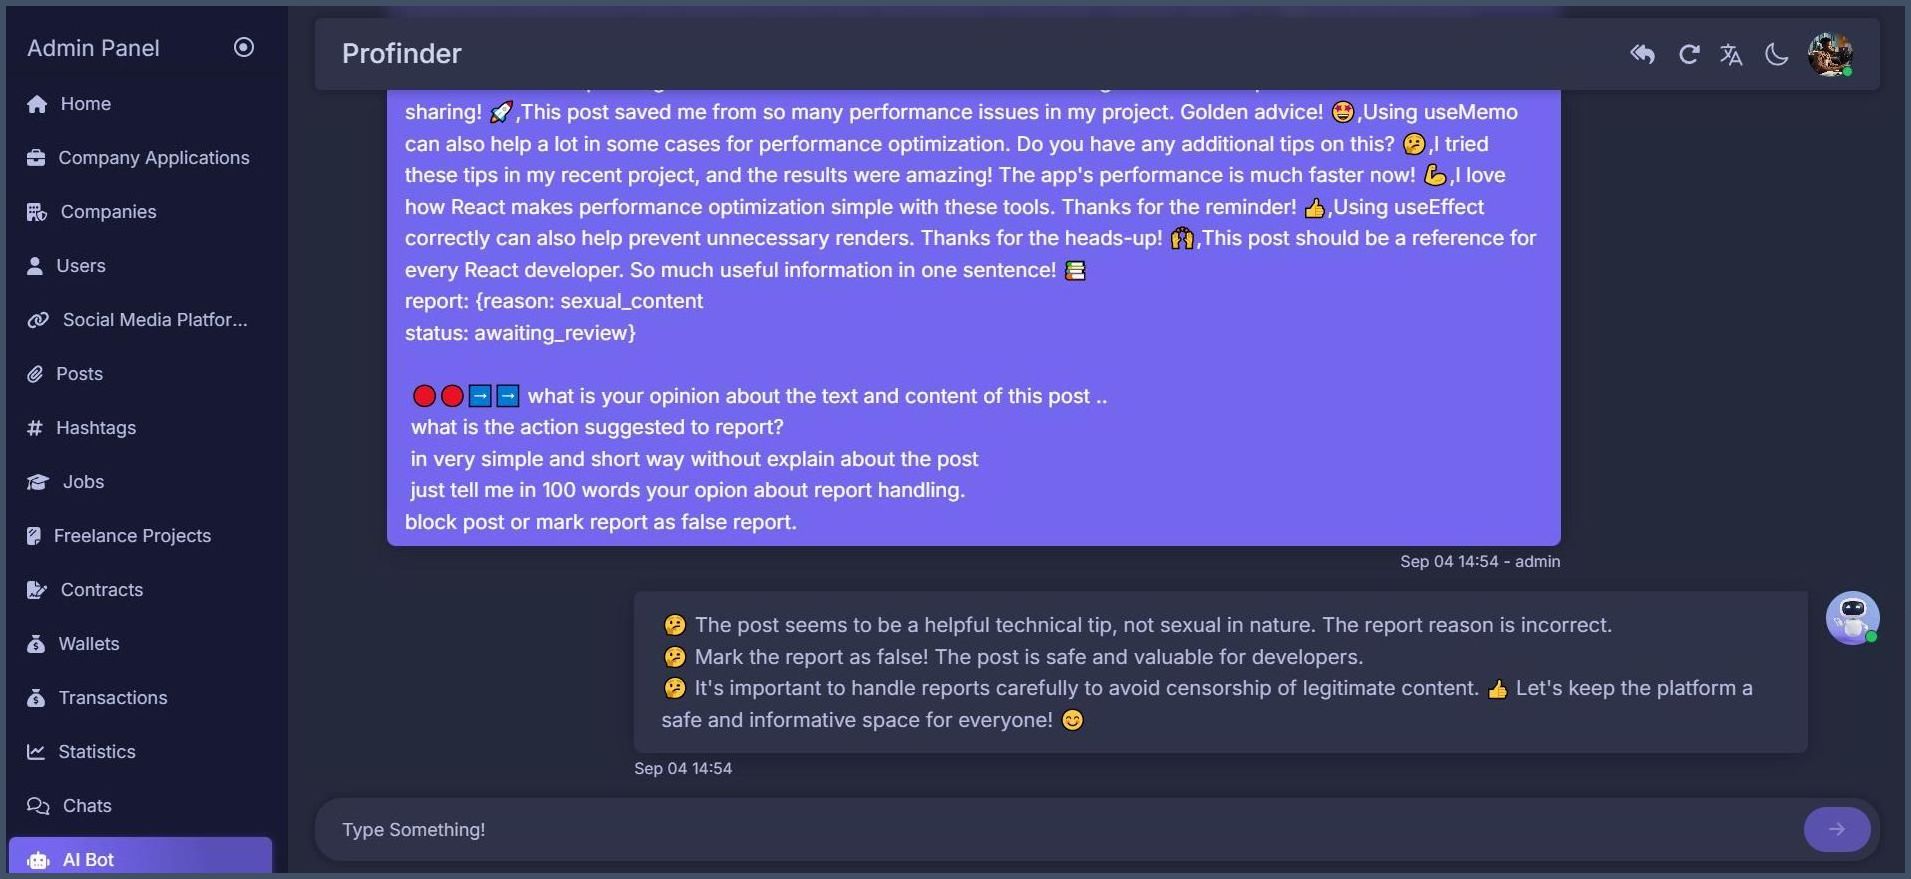 Admin Panel
Home
Company Applications
Companies
Users
Social Media Platfor...
Posts
Hashtags
Jobs
Freelance Projects
Contracts
Wallets
Transactions
Statistics
Chats
AI Bot
Profinder
sharing! 🚀,This post saved me from so many performance issues in my project. Golden advice! 🤩,Using useMemo
can also help a lot in some cases for performance optimization. Do you have any additional tips on this? 🤔,I tried
these tips in my recent project, and the results were amazing! The app's performance is much faster now! 💪,I love
how React makes performance optimization simple with these tools. Thanks for the reminder! 👍,Using useEffect
correctly can also help prevent unnecessary renders. Thanks for the heads-up! 🙌,This post should be a reference for
every React developer. So much useful information in one sentence! 📚
report: {reason: sexual_content
status: awaiting_review}
🔴🔴➡️➡️ what is your opinion about the text and content of this post ..
what is the action suggested to report?
in very simple and short way without explain about the post
just tell me in 100 words your opion about report handling.
block post or mark report as false report.
Sep 04 14:54 - admin
🤔 The post seems to be a helpful technical tip, not sexual in nature. The report reason is incorrect.
🤔 Mark the report as false! The post is safe and valuable for developers.
🤔 It's important to handle reports carefully to avoid censorship of legitimate content. 👍 Let's keep the platform a
safe and informative space for everyone! 😊
Sep 04 14:54
Type Something!